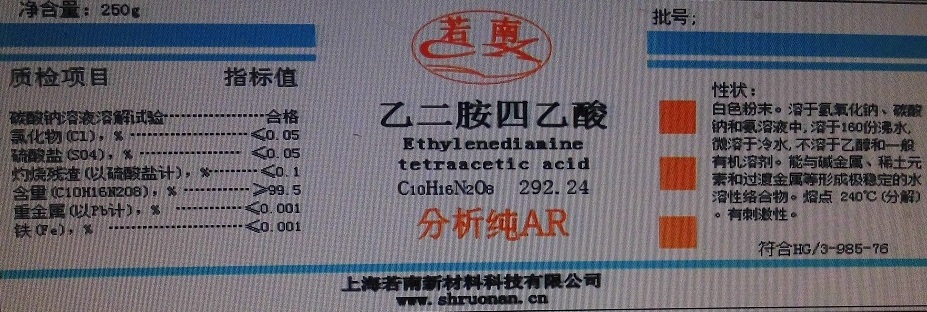 净含量: 250g
质检项目 指标值
碳酸钠溶液溶解试验 合格
氯化物(Cl), % ≤0.05
硫酸盐(SO4), % ≤0.05
灼烧残渣(以硫酸盐计), % ≤0.1
含量(C10H16N2O8), % ≥99.5
重金属(以Pb计), % ≤0.001
铁(Fe), % ≤0.001
若南
乙二胺四乙酸
Ethylenediamine
tetraacetic acid
C10H16N2O8 292.24
分析纯AR
批号;
性状:
白色粉末。溶于氢氧化钠、碳酸
钠和氨溶液中,溶于160份沸水,
微溶于冷水,不溶于乙醇和一般
有机溶剂。能与碱金属、稀土元
素和过渡金属等形成极稳定的水
溶性络合物。熔点 240℃(分解)
。有刺激性。
符合HG/3-985-76
上海若南新材料科技有限公司
www.shruonan.cn